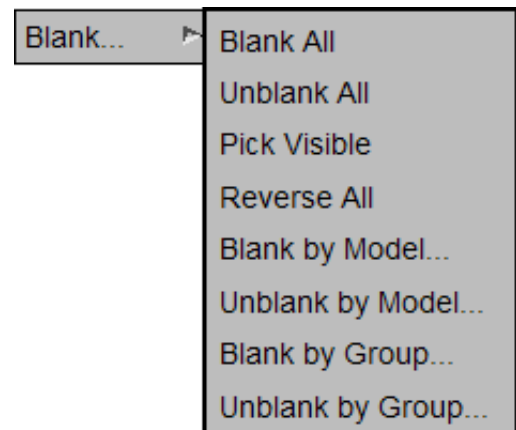 Blank...
Blank All
Unblank All
Pick Visible
Reverse All
Blank by Model...
Unblank by Model...
Blank by Group...
Unblank by Group...